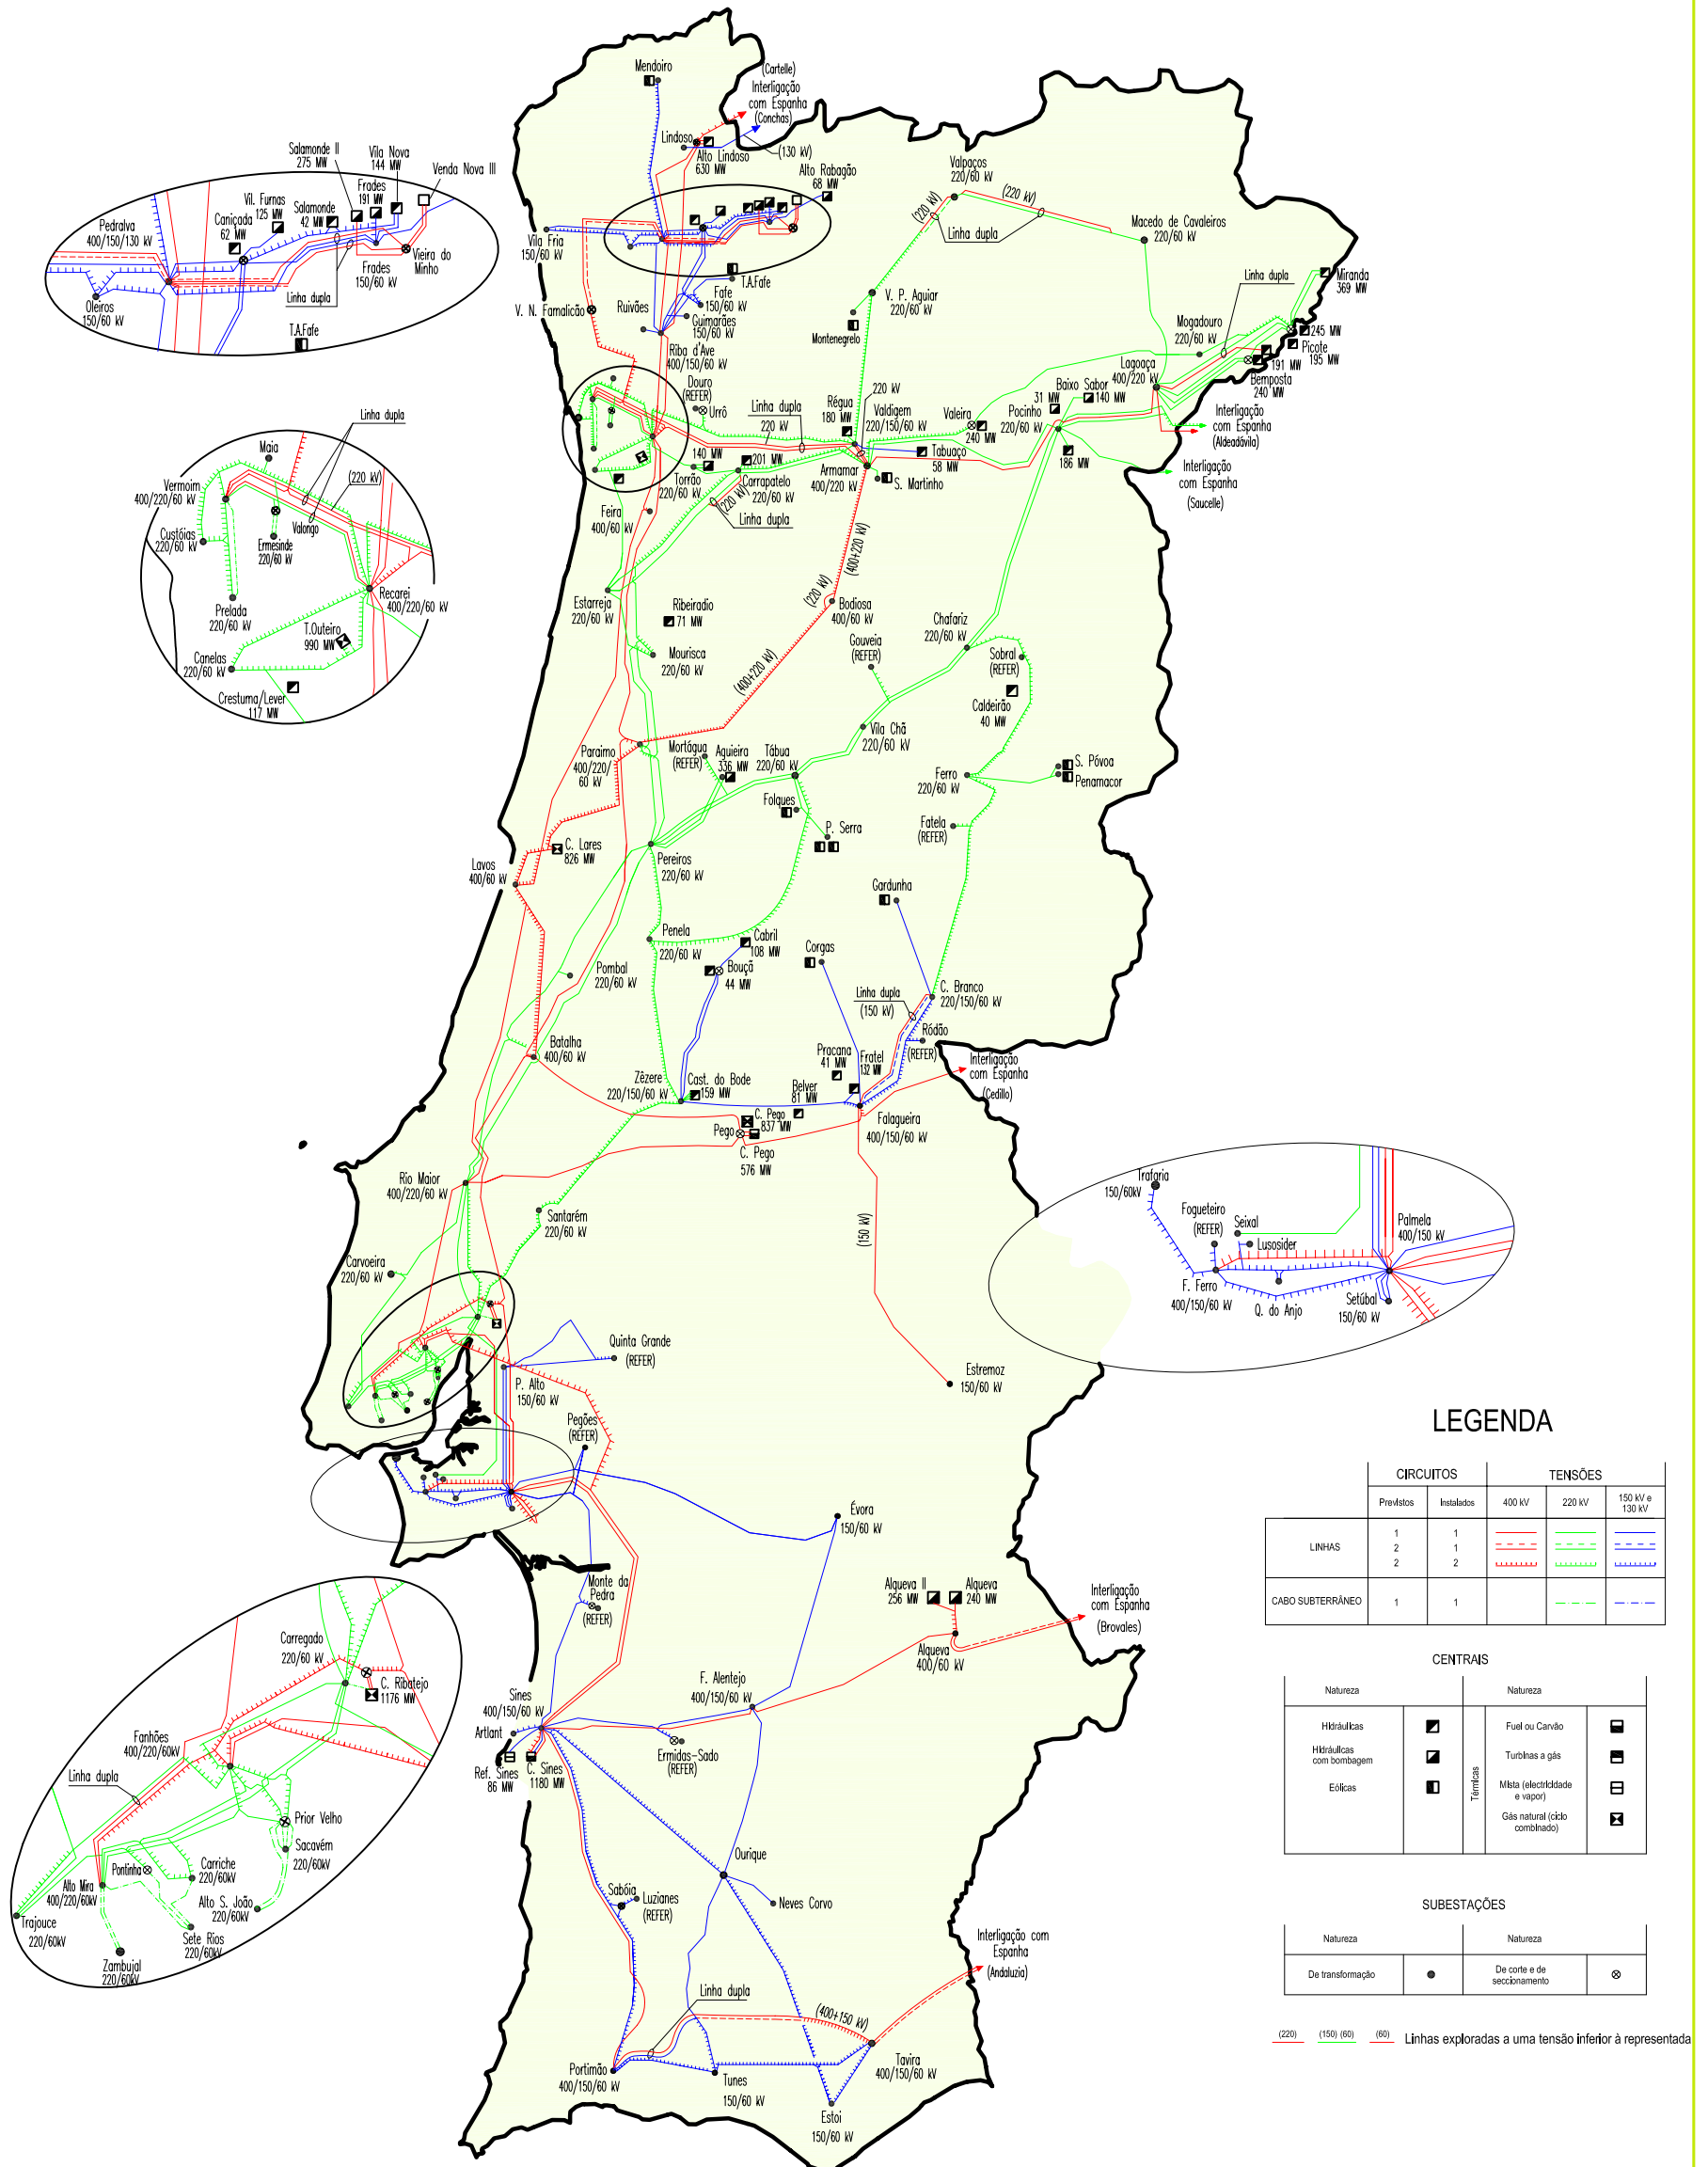 Mendoiro
(Cartelle)
Interligação
com Espanha
(Conchas)
Lindoso
Alto Lindoso
630 MW
(130 kV)
Alto Rabagão
68 MW
Valpaços
220/60 kV
(220 kV)
(220 kV)
Linha dupla
Macedo de Cavaleiros
220/60 kV
Salamonde II
275 MW
Vila Nova
144 MW
Venda Nova III
Frades
191 MW
Vil. Furnas
125 MW
Salamonde
42 MW
Caniçada
62 MW
Pedralva
400/150/130 kV
Vieira do
Minho
Frades
150/60 kV
Linha dupla
Oleiros
150/60 kV
T.A.Fafe
Vila Fria
150/60 kV
T.A.Fafe
Fafe
150/60 kV
V. N. Famalicão
Ruivães
Guimarães
150/60 kV
Riba d'Ave
400/150/60 kV
V. P. Aguiar
220/60 kV
Montenegrelo
Linha dupla
Miranda
369 MW
Mogadouro
220/60 kV
245 MW
Picote
195 MW
191 MW
Bemposta
240 MW
Lagoaça
400/220 kV
Douro
(REFER)
Urrô
Linha dupla
220 kV
Régua
180 MW
220 kV
Valdigem
220/150/60 kV
Valeira
240 MW
Baixo Sabor
31 MW
140 MW
Pocinho
220/60 kV
186 MW
Interligação
com Espanha
(Aldeadávila)
Interligação
com Espanha
(Saucelle)
Tabuaço
58 MW
140 MW
201 MW
Torrão
220/60 kV
Carrapatelo
220/60 kV
(220 kV)
Linha dupla
Armamar
400/220 kV
S. Martinho
Feira
400/60 kV
Linha dupla
Maia
Vermoim
400/220/60 kV
(220 kV)
Valongo
Custóias
220/60 kV
Ermesinde
220/60 kV
Recarei
400/220/60 kV
Prelada
220/60 kV
T.Outeiro
990 MW
Canelas
220/60 kV
Crestuma/Lever
117 MW
(400+220 kV)
(220 kV)
Bodiosa
400/60 kV
Estarreja
220/60 kV
Ribeiradio
71 MW
Mourisca
220/60 kV
(400+220 kV)
Gouveia
(REFER)
Chafariz
220/60 kV
Sobral
(REFER)
Caldeirão
40 MW
Vila Chã
220/60 kV
Paraimo
400/220/
60 kV
Mortágua
(REFER)
Aguieira
336 MW
Tábua
220/60 kV
Ferro
220/60 kV
S. Póvoa
Penamacor
Folques
P. Serra
Fatela
(REFER)
C. Lares
826 MW
Lavos
400/60 kV
Pereiros
220/60 kV
Gardunha
Penela
220/60 kV
Cabril
108 MW
Bouçã
44 MW
Corgas
Pombal
220/60 kV
Linha dupla
(150 kV)
C. Branco
220/150/60 kV
Ródão
(REFER)
Batalha
400/60 kV
Pracana
41 MW
Fratel
132 MW
Interligação
com Espanha
(Cedillo)
Zêzere
220/150/60 kV
Cast. do Bode
159 MW
Belver
81 MW
C. Pego
837 MW
Pego
C. Pego
576 MW
Falagueira
400/150/60 kV
Rio Maior
400/220/60 kV
Santarém
220/60 kV
(150 kV)
Carvoeira
220/60 kV
Trafaria
150/60kV
Fogueteiro
(REFER)
Seixal
Lusosider
Palmela
400/150 kV
F. Ferro
400/150/60 kV
Q. do Anjo
Setúbal
150/60 kV
Quinta Grande
(REFER)
P. Alto
150/60 kV
Estremoz
150/60 kV
Pegões
(REFER)
Évora
150/60 kV
Monte da
Pedra
(REFER)
Alqueva II
256 MW
Alqueva
240 MW
Interligação
com Espanha
(Brovales)
Alqueva
400/60 kV
Carregado
220/60 kV
C. Ribatejo
1176 MW
Fanhões
400/220/60kV
Linha dupla
Prior Velho
Sacavém
220/60kV
Pontinha
Carriche
220/60kV
Alto Mira
400/220/60kV
Alto S. João
220/60kV
Trajouce
220/60kV
Sete Rios
220/60kV
Zambujal
220/60kV
Sines
400/150/60 kV
F. Alentejo
400/150/60 kV
Artlant
Ermidas-Sado
(REFER)
Ref. Sines
86 MW
C. Sines
1180 MW
Ourique
Sabóia
Luzianes
(REFER)
Neves Corvo
Interligação com
Espanha
(Andaluzia)
Linha dupla
(400+150 kV)
Portimão
400/150/60 kV
Tunes
150/60 kV
Tavira
400/150/60 kV
Estoi
150/60 kV
LEGENDA
CIRCUITOS
TENSÕES
Previstos
Instalados
400 kV
220 kV
150 kV e
130 kV
LINHAS
1 1
2 1
2 2
CABO SUBTERRÂNEO
1 1
CENTRAIS
Natureza
Natureza
Hidráulicas
Fuel ou Carvão
Hidráulicas
com bombagem
Turbinas a gás
Eólicas
Térmicas
Mista (electricidade
e vapor)
Gás natural (ciclo
combinado)
SUBESTAÇÕES
Natureza
Natureza
De transformação
De corte e de
seccionamento
(220) (150) (60) (60) Linhas exploradas a uma tensão inferior à representada